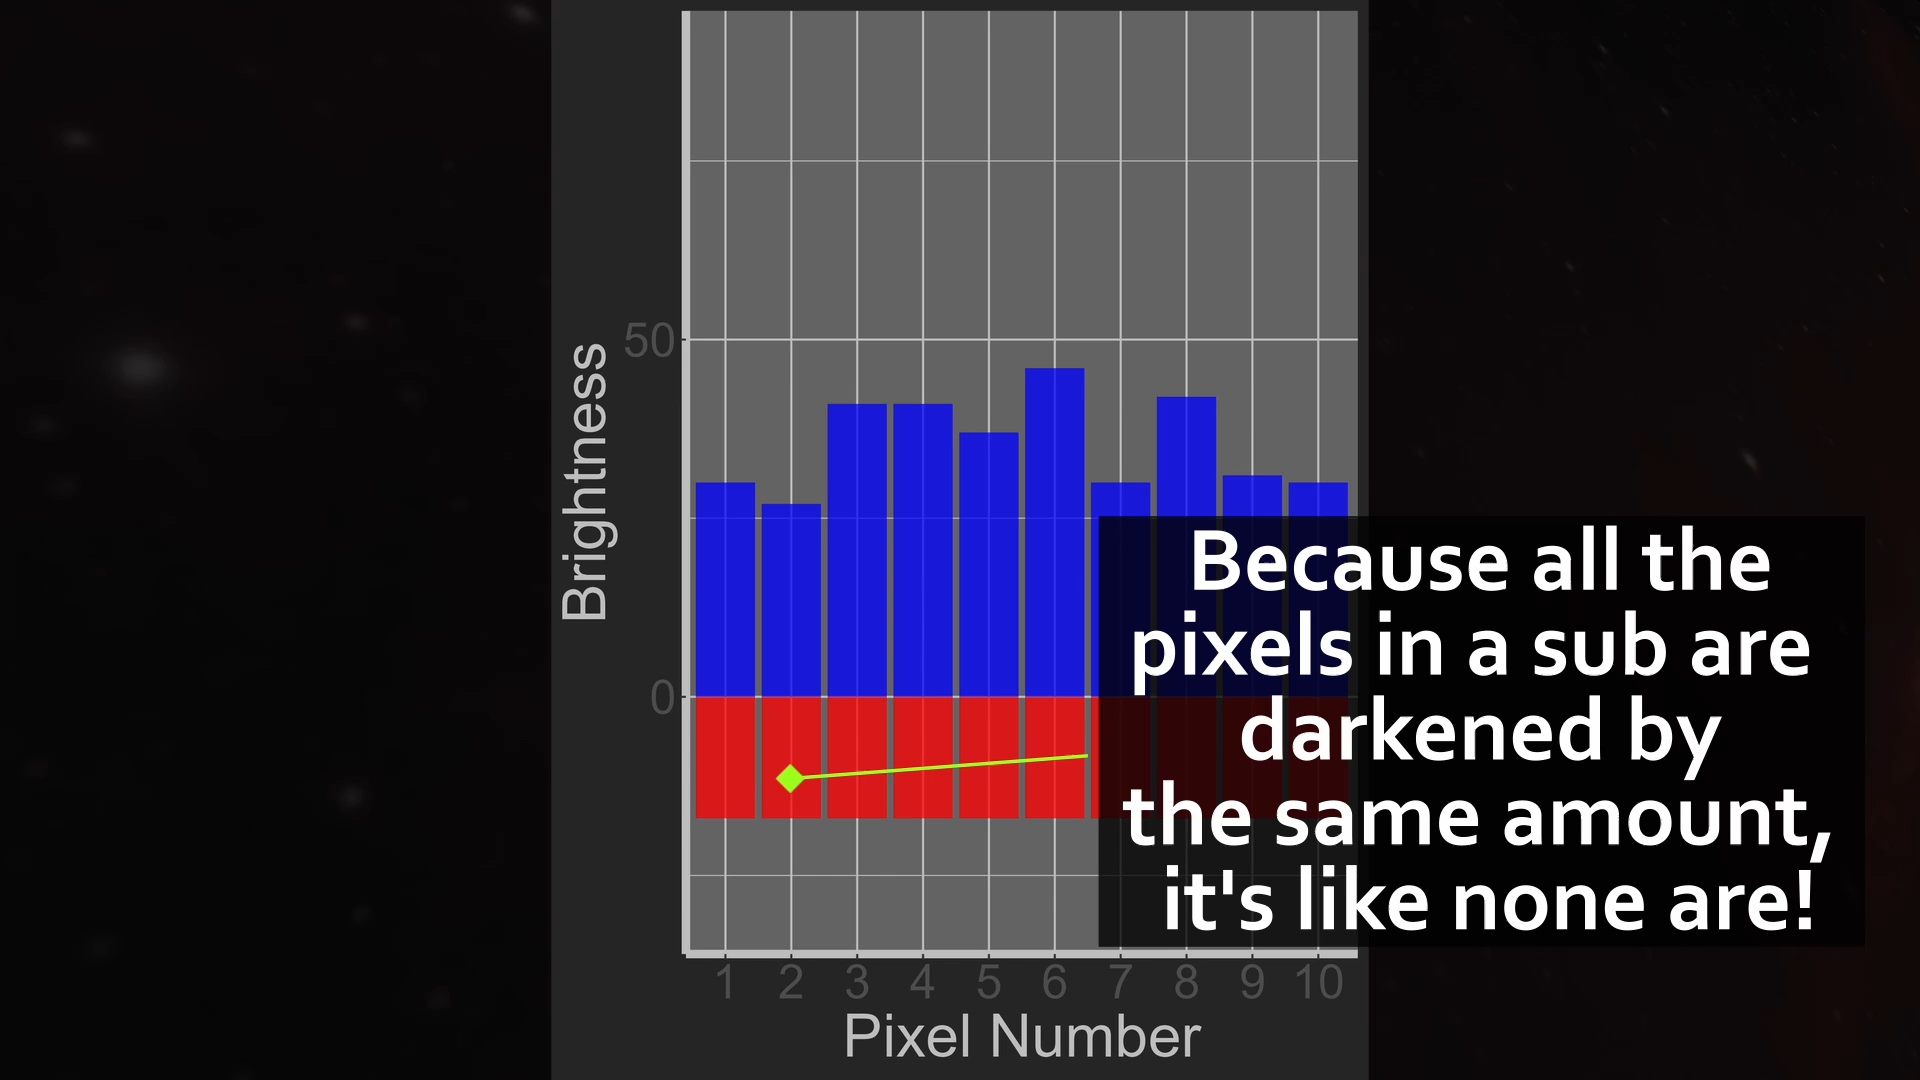 Brightness
50
0
1 2 3 4 5 6 7 8 9 10
Pixel Number
Because all the
pixels in a sub are
darkened by
the same amount,
it's like none are!